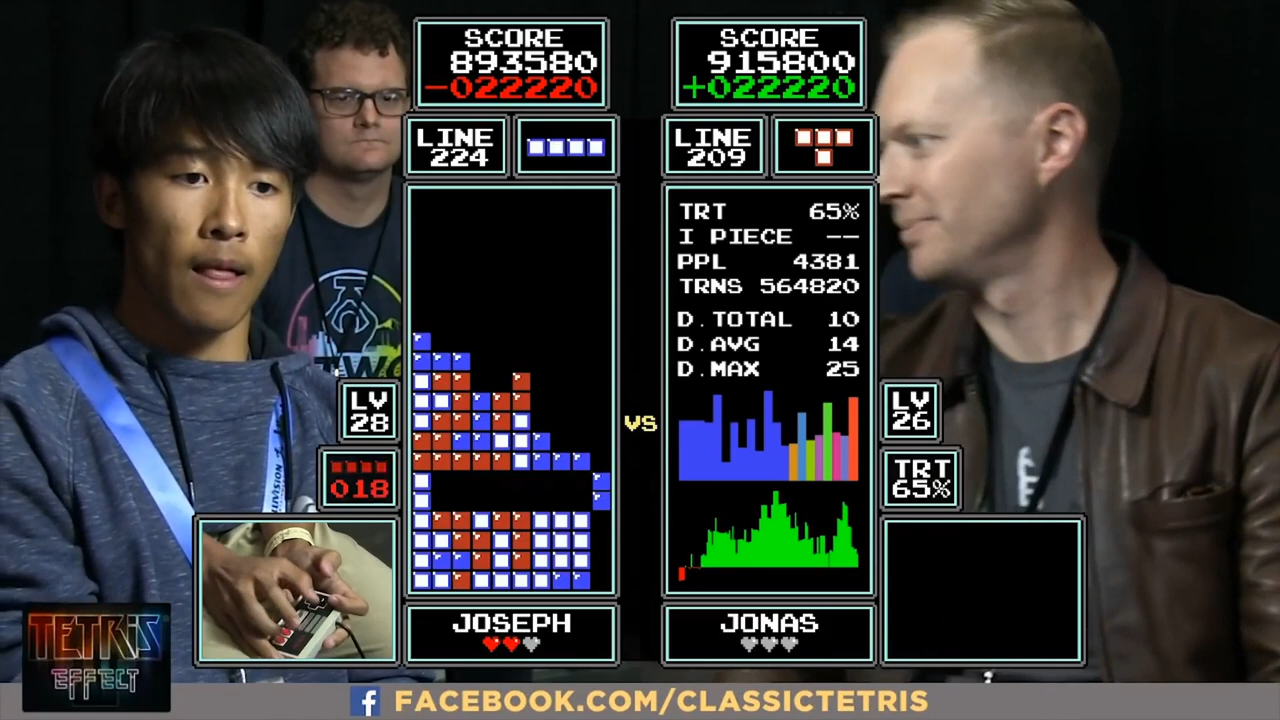 SCORE
893580
-022220
SCORE
915800
+022220
LINE
224
LINE
209
TRT 65%
I PIECE --
PPL 4381
TRNS 564820
D.TOTAL 10
D.AVG 14
D.MAX 25
LV
28
VS
LV
26
018
TRT
65%
JOSEPH
JONAS
TETRIS
EFFECT
FACEBOOK.COM/CLASSICTETRIS